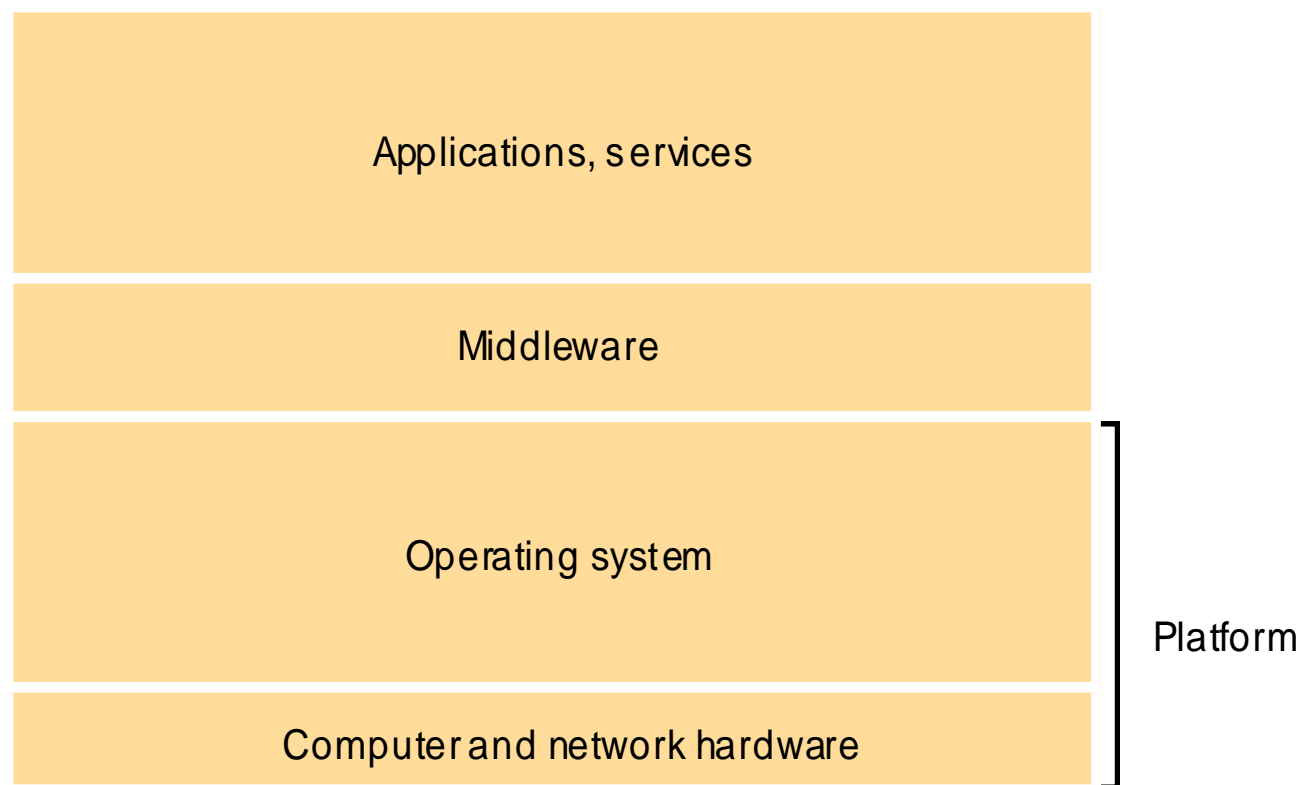 Applications, services
Middleware
Operating system
Platform
Computer and network hardware